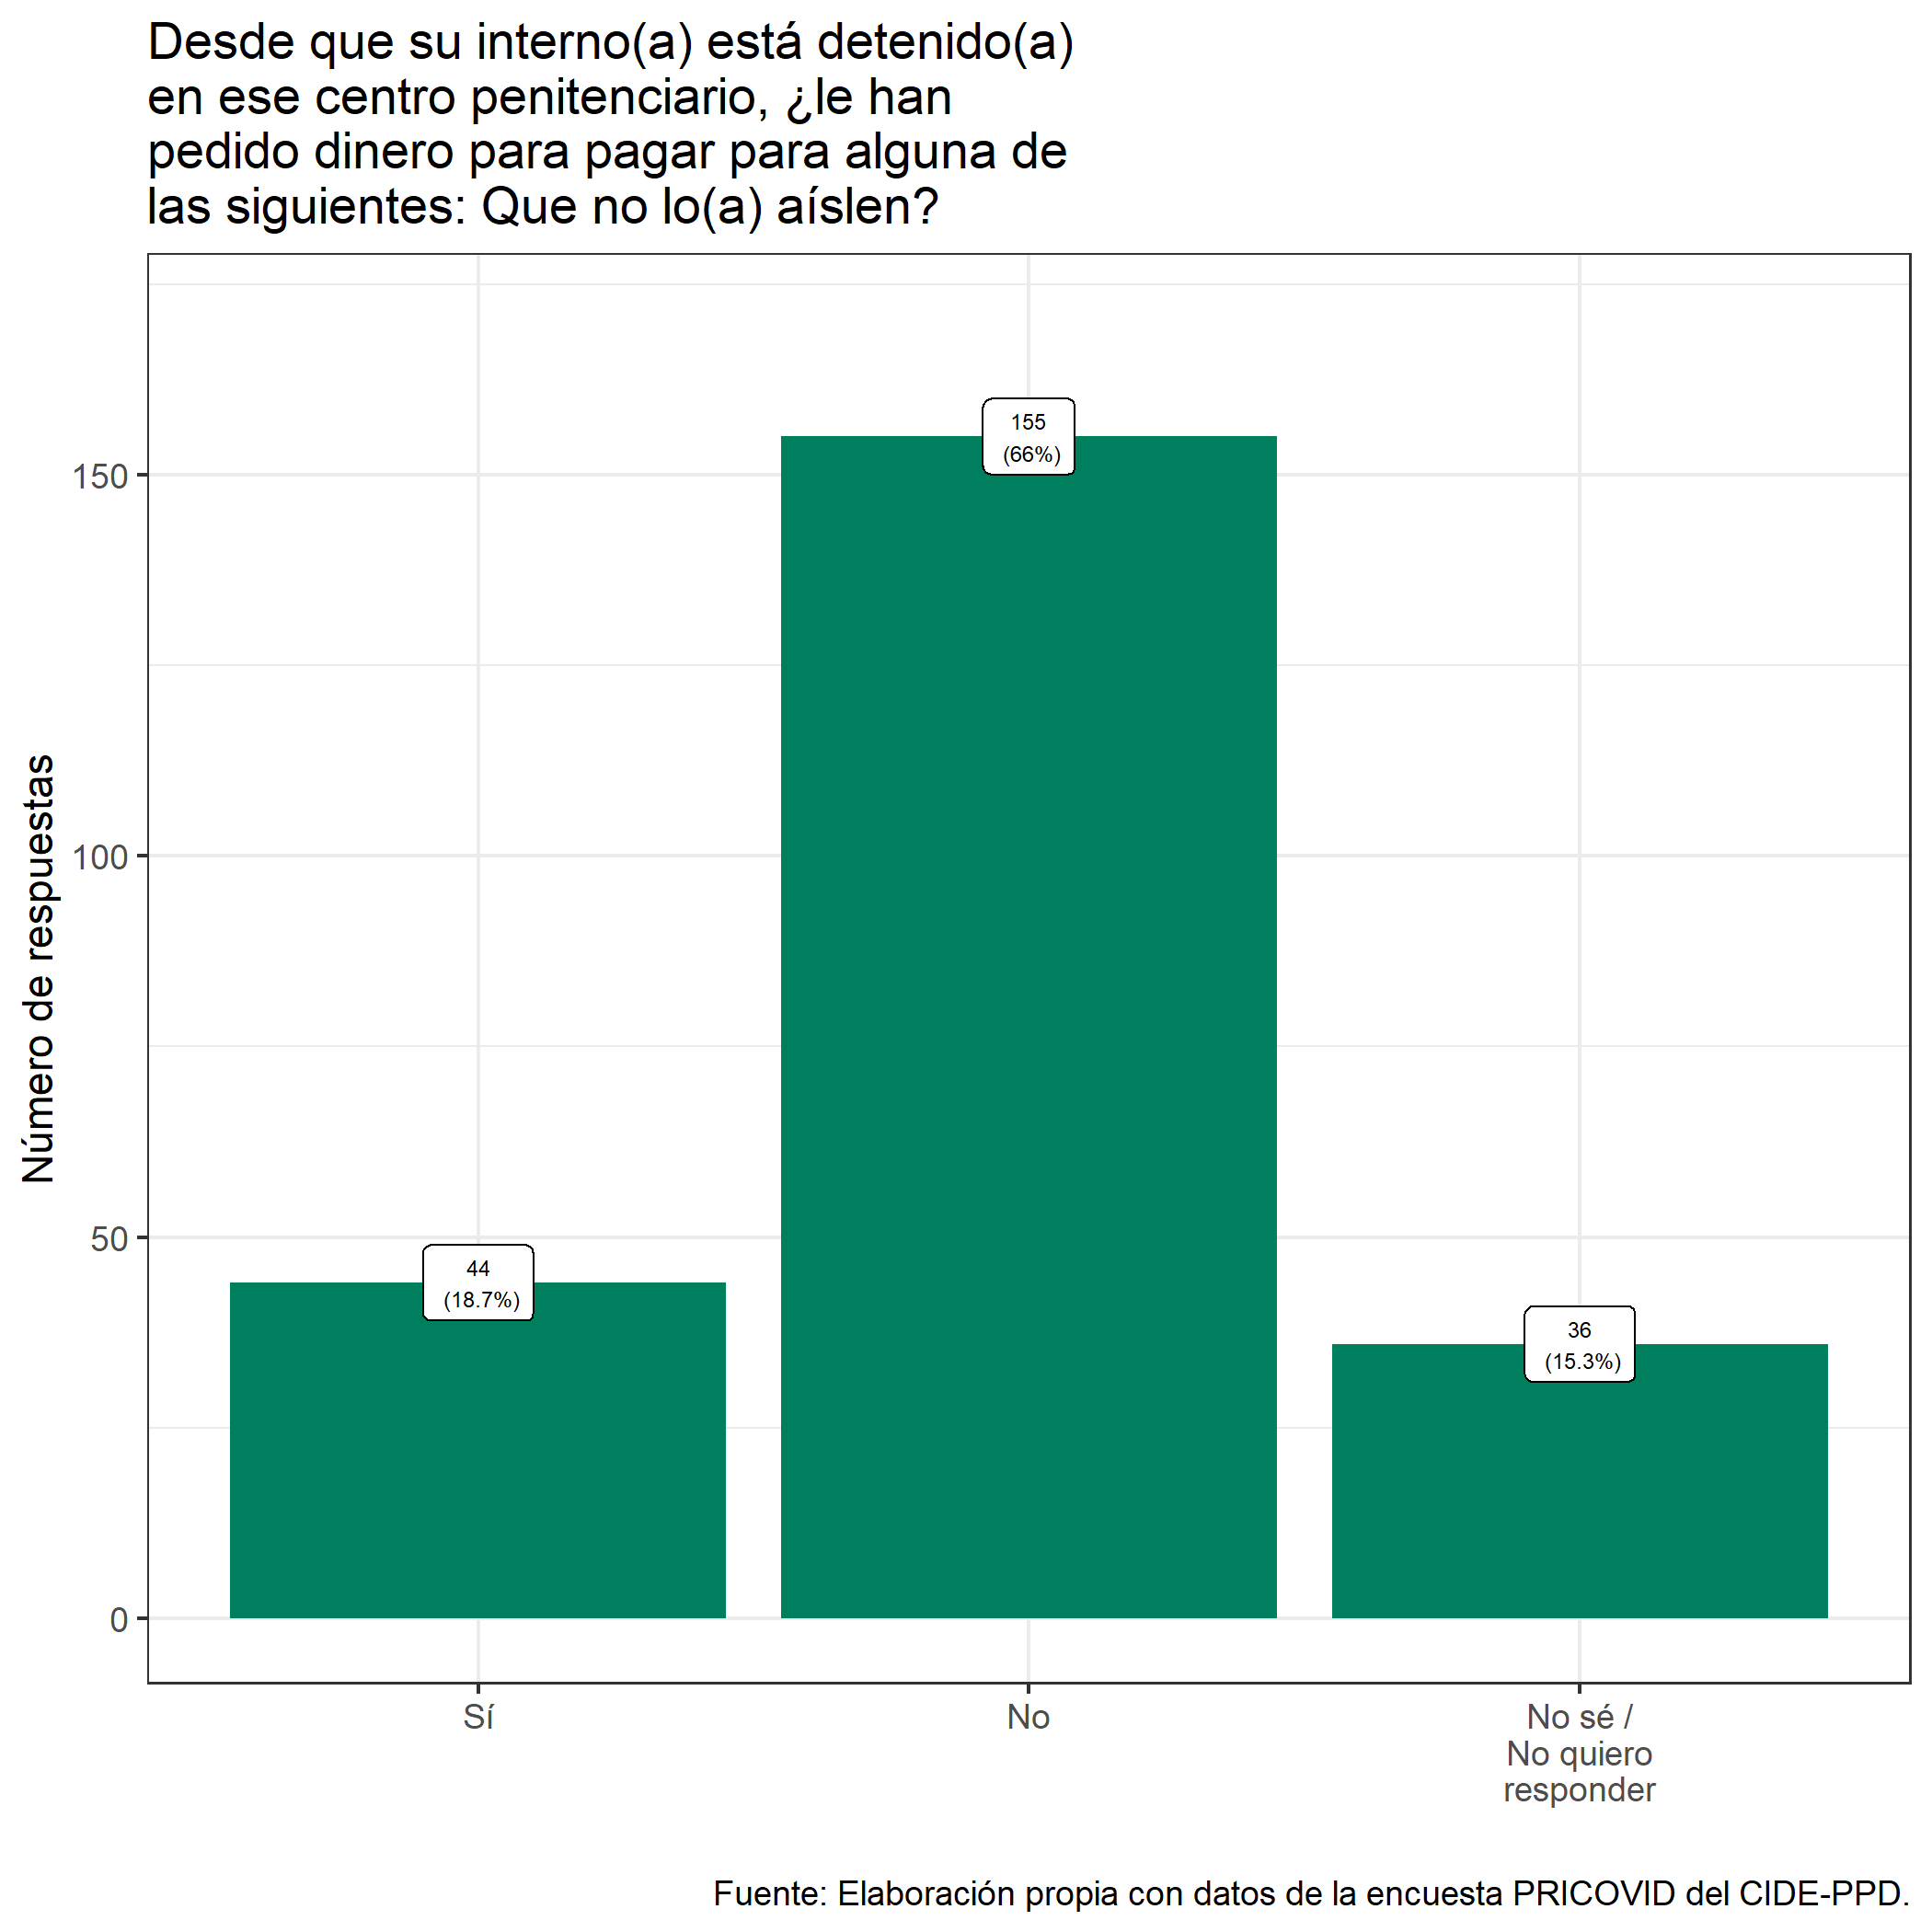 Desde que su interno(a) está detenido(a)
en ese centro penitenciario, ¿le han
pedido dinero para pagar para alguna de
las siguientes: Que no lo(a) aíslen?
Número de respuestas
150
100
50
0
44
(18.7%)
155
(66%)
36
(15.3%)
Sí
No
No sé /
No quiero
responder
Fuente: Elaboración propia con datos de la encuesta PRICOVID del CIDE-PPD.